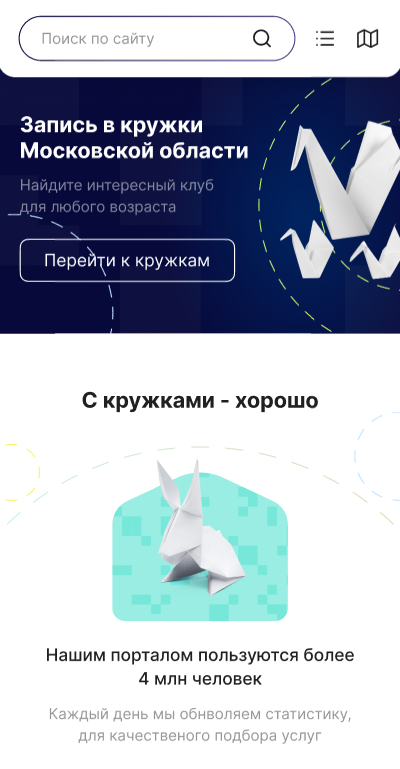 Поиск по сайту
Запись в кружки
Московской области
Найдите интересный клуб
для любого возраста
Перейти к кружкам
С кружками - хорошо
Нашим порталом пользуются более
4 млн человек
Каждый день мы обнволяем статистику,
для качественого подбора услуг